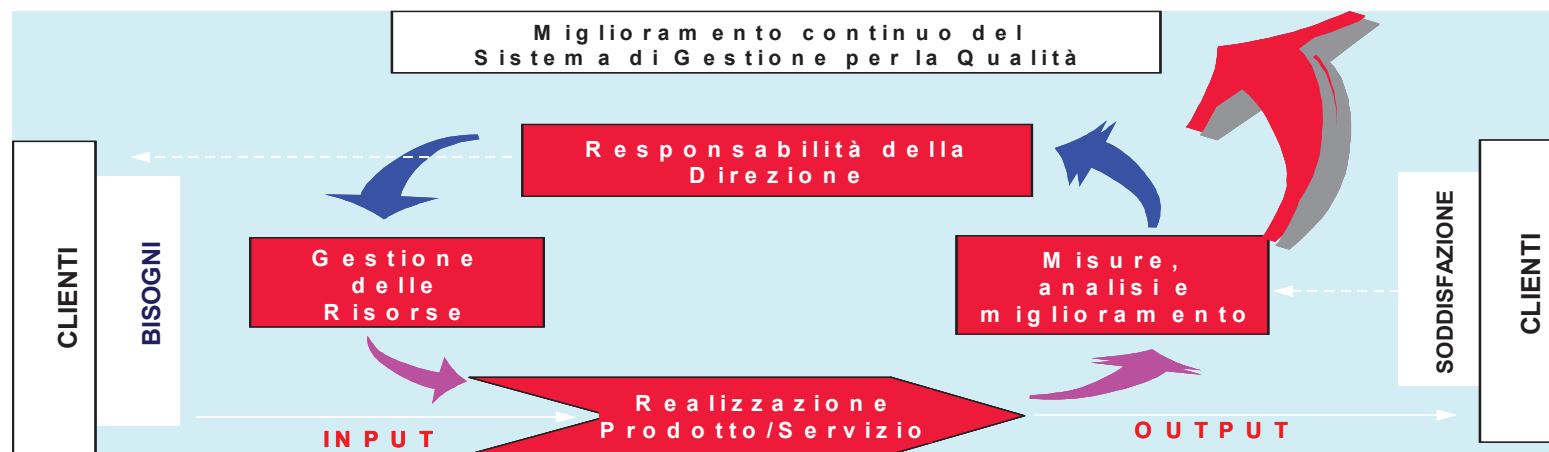 Miglioramento continuo del
Sistema di Gestione per la Qualità
Responsabilità della
Direzione
CLIENTI
BISOGNI
Gestione
delle
Risorse
Misure,
analisi e
miglioramento
SODDISFAZIONE
CLIENTI
Realizzazione
Prodotto/Servizio
INPUT
OUTPUT